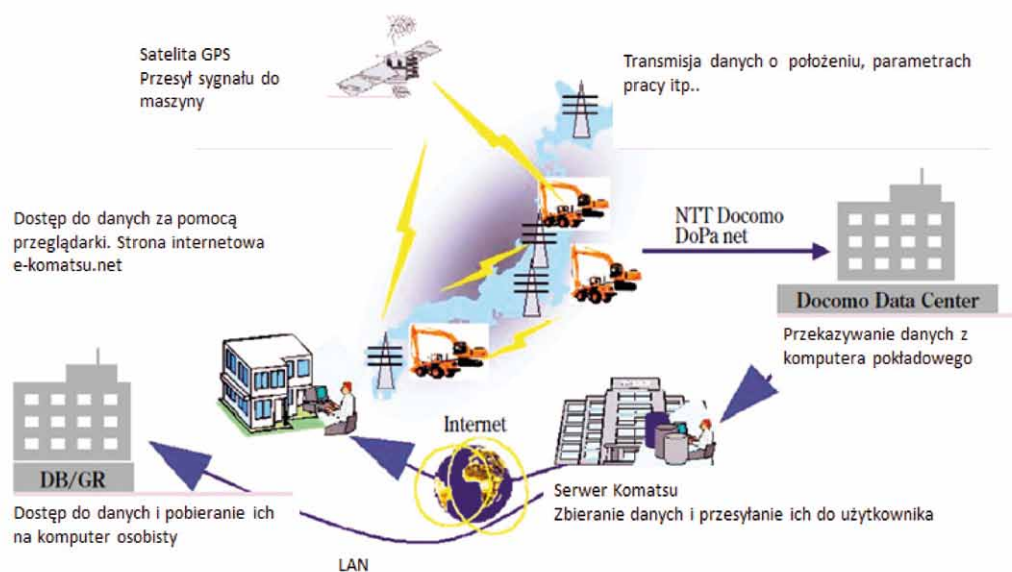 Satelita GPS
Przesył sygnału do
maszyny
Transmisja danych o położeniu, parametrach
pracy itp..
Dostęp do danych za pomocą
przeglądarki. Strona internetowa
e-komatsu.net
NTT Docomo
DoPa net
Docomo Data Center
Przekazywanie danych z
komputera pokładowego
Internet
DB/GR
Dostęp do danych i pobieranie ich
na komputer osobisty
Serwer Komatsu
Zbieranie danych i przesyłanie ich do użytkownika
LAN